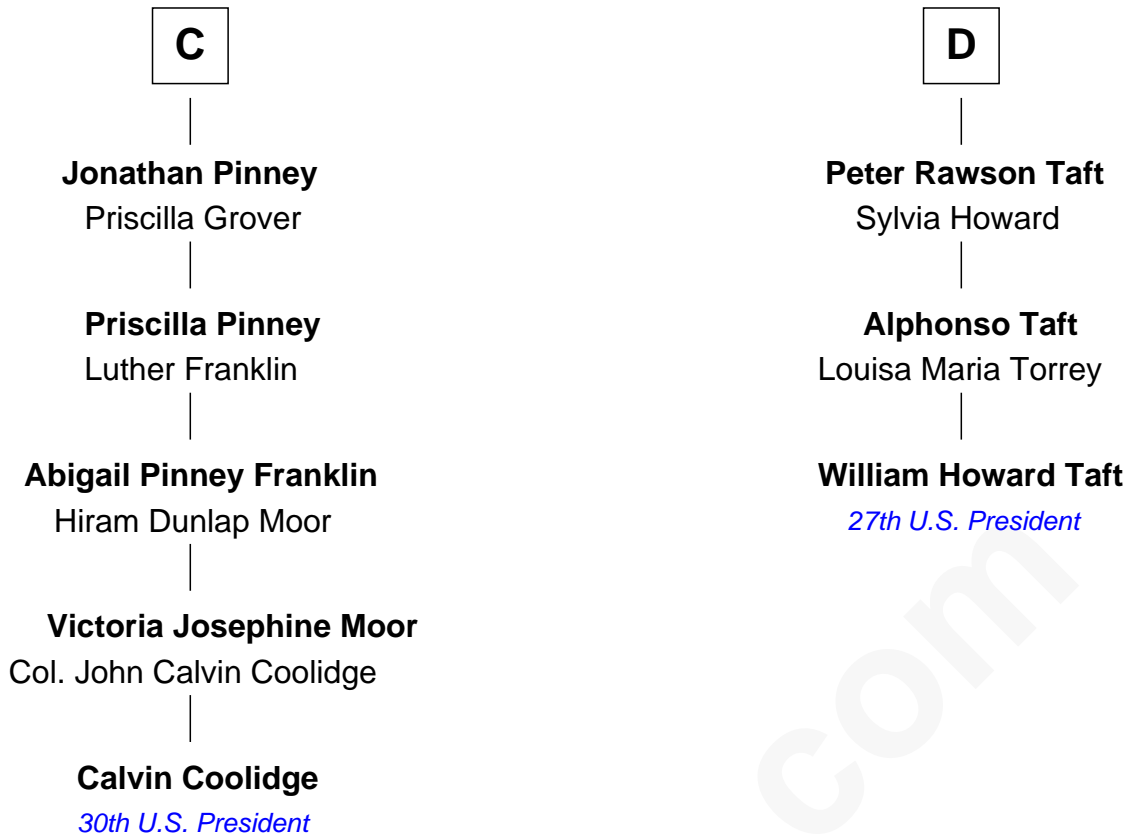 C
Jonathan Pinney
Priscilla Grover
Priscilla Pinney
Luther Franklin
Abigail Pinney Franklin
Hiram Dunlap Moor
Victoria Josephine Moor
Col. John Calvin Coolidge
Calvin Coolidge
30th U.S. President
D
Peter Rawson Taft
Sylvia Howard
Alphonso Taft
Louisa Maria Torrey
William Howard Taft
27th U.S. President
com